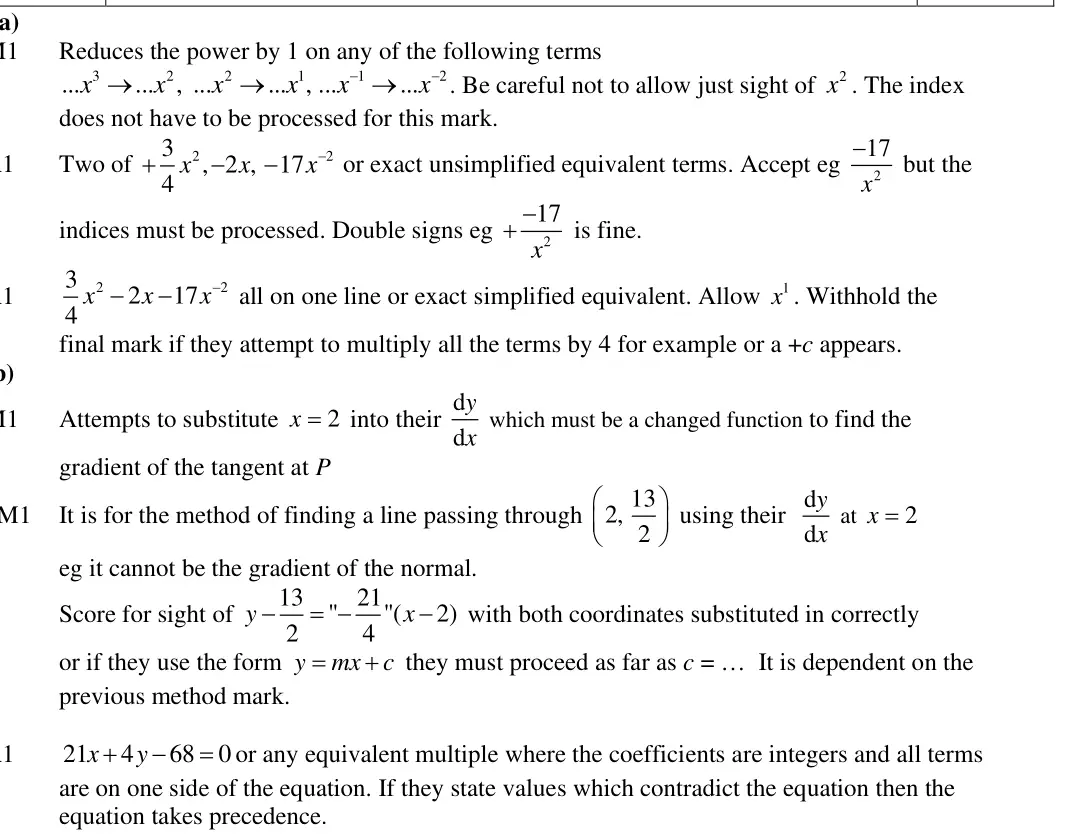 a)
M1 Reduces the power by 1 on any of the following terms
...x³ → ...x², ...x² → ...x¹, ...x⁻¹ → ...x⁻². Be careful not to allow just sight of x². The index
does not have to be processed for this mark.
A1 Two of +3/4 x², −2x, −17x⁻² or exact unsimplified equivalent terms. Accept eg −17/x² but the
indices must be processed. Double signs eg +−17/x² is fine.
A1 3/4 x² − 2x − 17x⁻² all on one line or exact simplified equivalent. Allow x¹. Withhold the
final mark if they attempt to multiply all the terms by 4 for example or a +c appears.
b)
M1 Attempts to substitute x = 2 into their dy/dx which must be a changed function to find the
gradient of the tangent at P
M1 It is for the method of finding a line passing through (2, 13/2) using their dy/dx at x = 2
eg it cannot be the gradient of the normal.
Score for sight of y − 13/2 = "−21/4"(x − 2) with both coordinates substituted in correctly
or if they use the form y = mx + c they must proceed as far as c = … It is dependent on the
previous method mark.
A1 21x + 4y − 68 = 0 or any equivalent multiple where the coefficients are integers and all terms
are on one side of the equation. If they state values which contradict the equation then the
equation takes precedence.